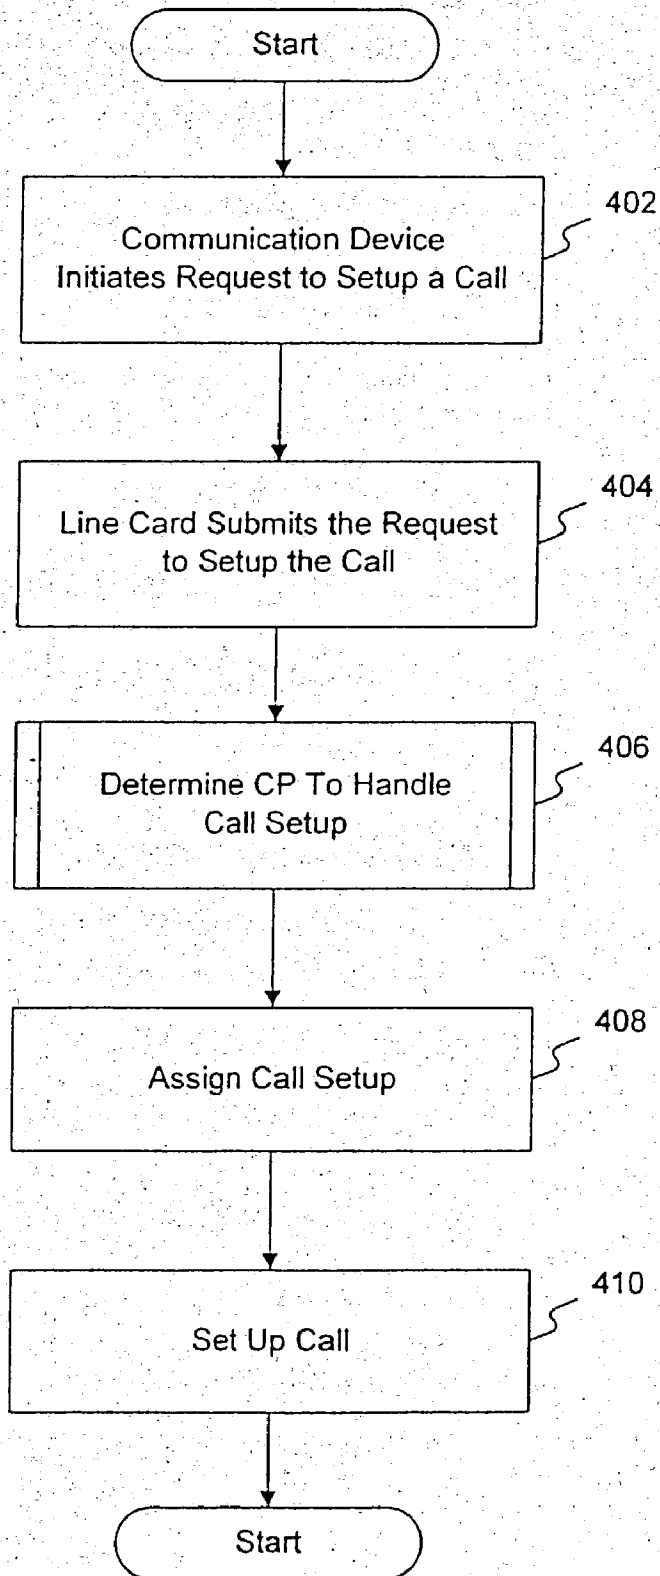 Start
402
Communication Device
Initiates Request to Setup a Call
404
Line Card Submits the Request
to Setup the Call
406
Determine CP To Handle
Call Setup
408
Assign Call Setup
410
Set Up Call
Start